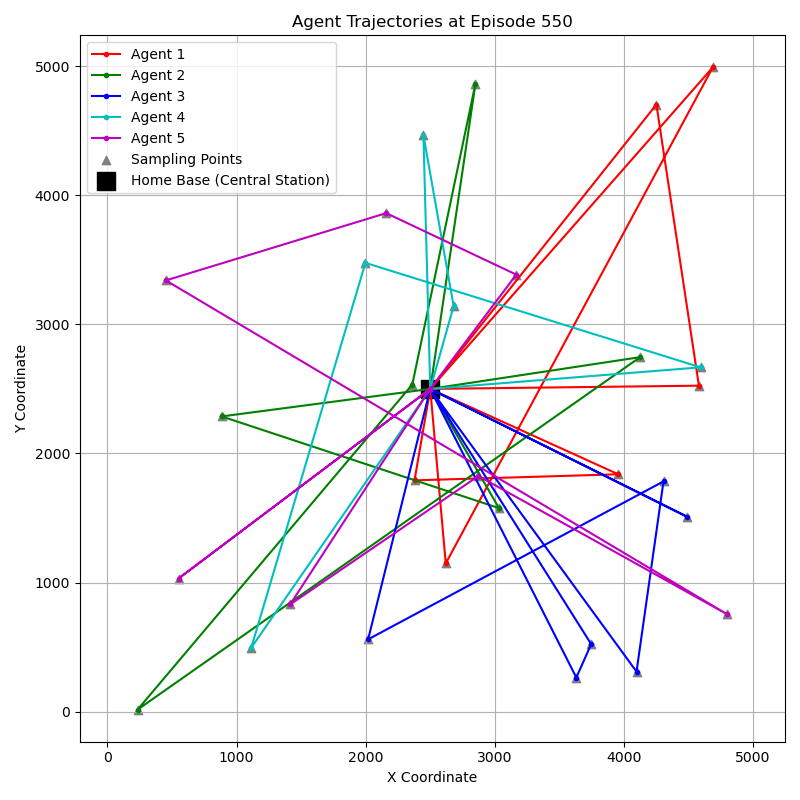 Agent Trajectories at Episode 550
Agent 1
Agent 2
Agent 3
Agent 4
Agent 5
Sampling Points
Home Base (Central Station)
5000
4000
3000
2000
1000
0
Y Coordinate
0 1000 2000 3000 4000 5000
X Coordinate